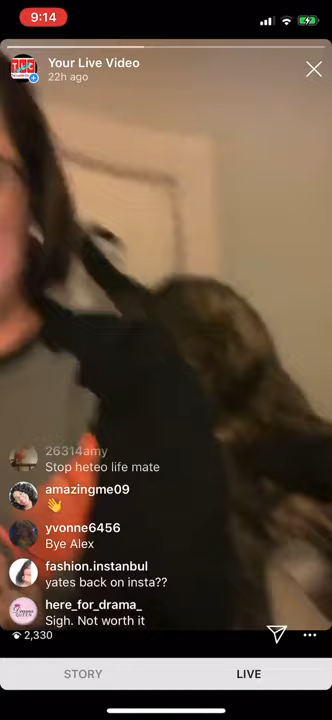 9:14
Your Live Video
22h ago
26314amy
Stop heteo life mate
amazingme09
👋
yvonne6456
Bye Alex
fashion.instanbul
yates back on insta??
here_for_drama_
Sigh. Not worth it
2,330
STORY
LIVE